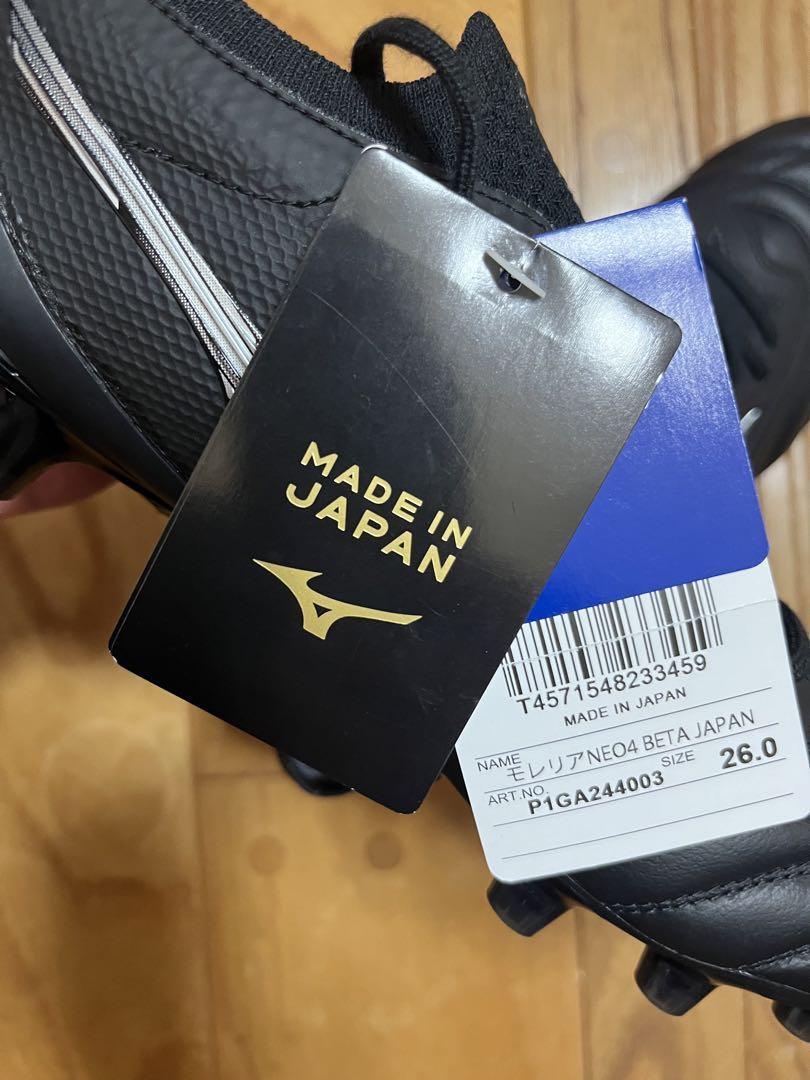 MADE IN
JAPAN
T4571548233459
MADE IN JAPAN
NAME モレリアNEO4 BETA JAPAN
ART.NO. P1GA244003 SIZE 26.0